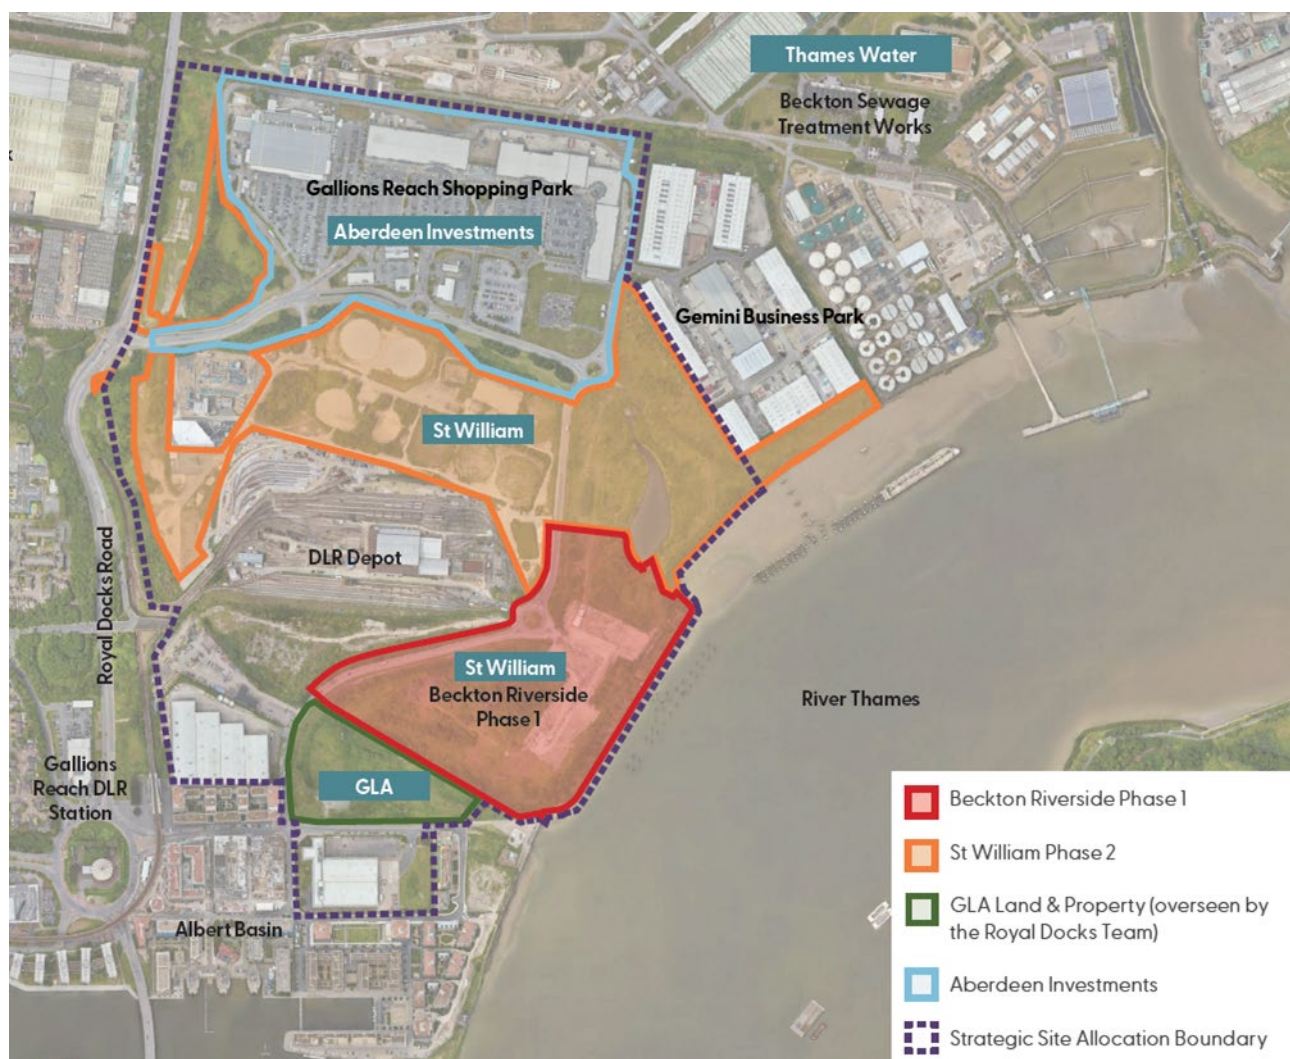 Thames Water
Beckton Sewage
Treatment Works
Gallions Reach Shopping Park
Aberdeen Investments
Gemini Business Park
St William
DLR Depot
Royal Docks Road
St William
Beckton Riverside
Phase 1
River Thames
Gallions
Reach DLR
Station
GLA
Albert Basin
Beckton Riverside Phase 1
St William Phase 2
GLA Land & Property (overseen by
the Royal Docks Team)
Aberdeen Investments
Strategic Site Allocation Boundary